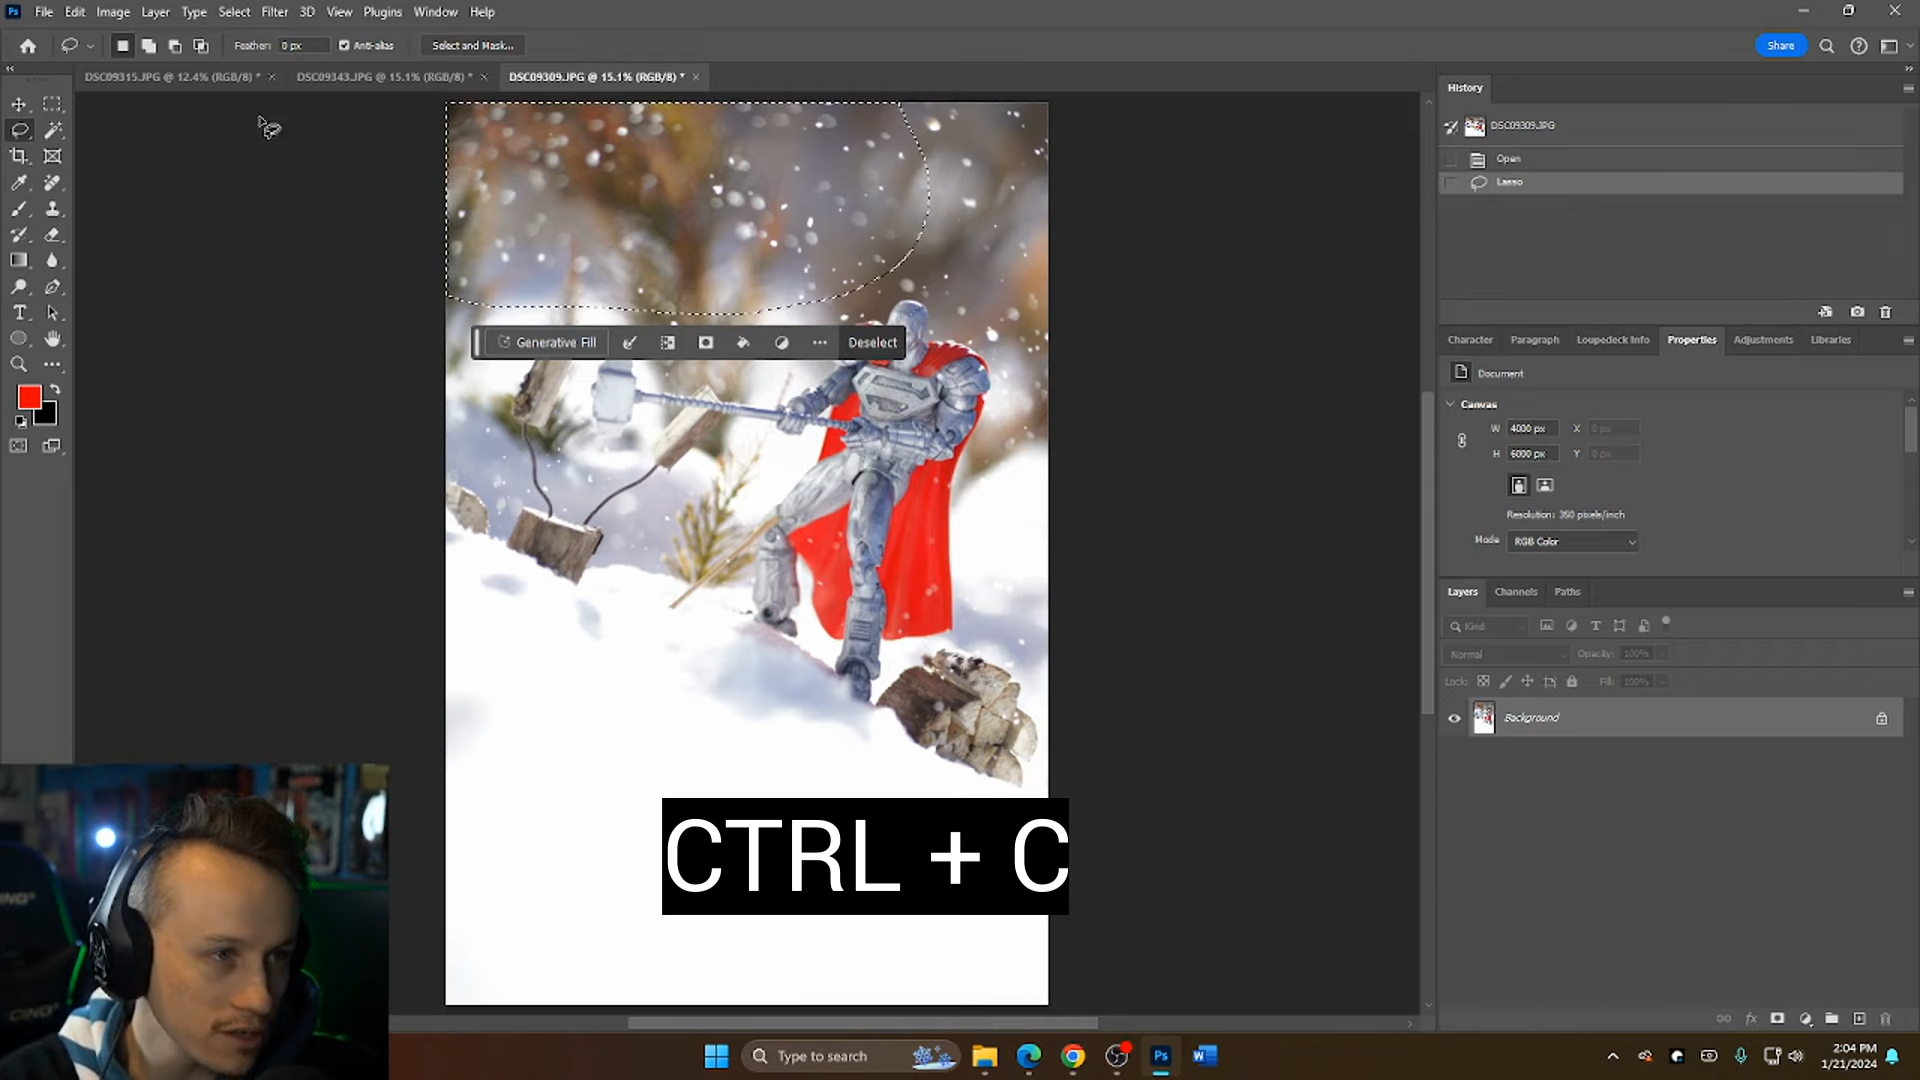 Ps File Edit Image Layer Type Select Filter 3D View Plugins Window Help
Feather: 0 px Anti-alias Select and Mask... Share
DSC09315.JPG @ 12.4% (RGB/8) * × DSC09343.JPG @ 15.1% (RGB/8) * × DSC09309.JPG @ 15.1% (RGB/8) * ×
History
DSC09309.JPG
Open
Lasso
Generative Fill Deselect
Character Paragraph Loupedeck Info Properties Adjustments Libraries
Document
Canvas
W 4000 px X 0 px
H 6000 px Y 0 px
Resolution: 350 pixels/inch
Mode RGB Color
Layers Channels Paths
Kind
Normal Opacity: 100%
Lock: Fill: 100%
Background
CTRL + C
fx
Type to search
Ps
W
2:04 PM
1/21/2024